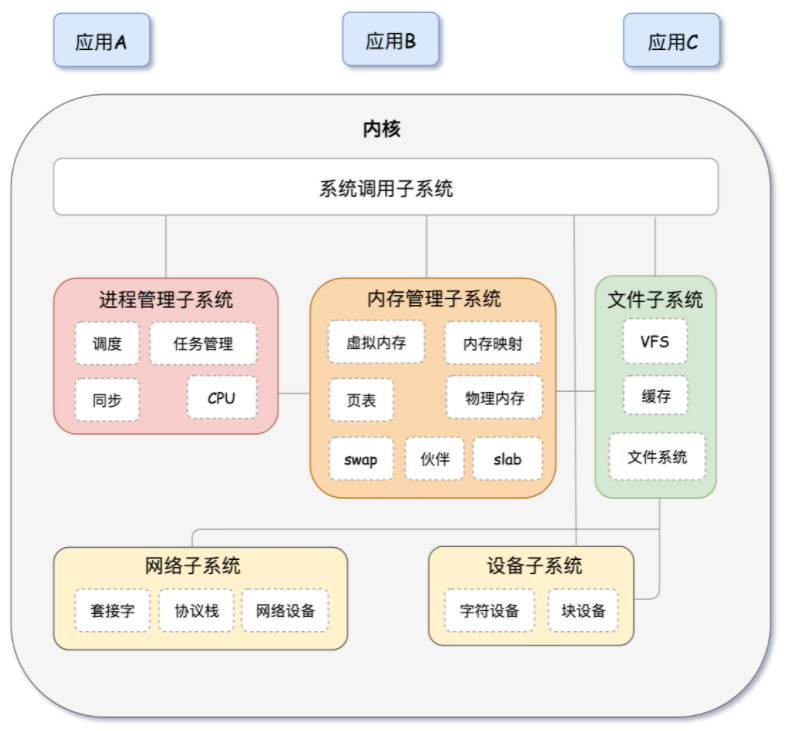 应用A
应用B
应用C
内核
系统调用子系统
进程管理子系统
调度
任务管理
同步
CPU
内存管理子系统
虚拟内存
内存映射
页表
物理内存
swap
伙伴
slab
文件子系统
VFS
缓存
文件系统
网络子系统
套接字
协议栈
网络设备
设备子系统
字符设备
块设备